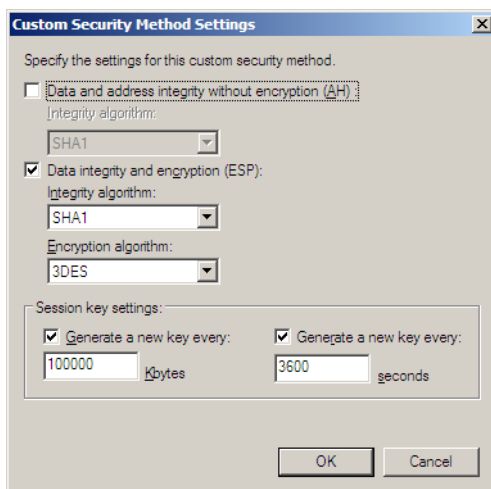 Custom Security Method Settings
Specify the settings for this custom security method.
Data and address integrity without encryption (AH) :
Integrity algorithm:
SHA1
Data integrity and encryption (ESP):
Integrity algorithm:
SHA1
Encryption algorithm:
3DES
Session key settings:
Generate a new key every: Generate a new key every:
100000 Kbytes 3600 seconds
OK Cancel